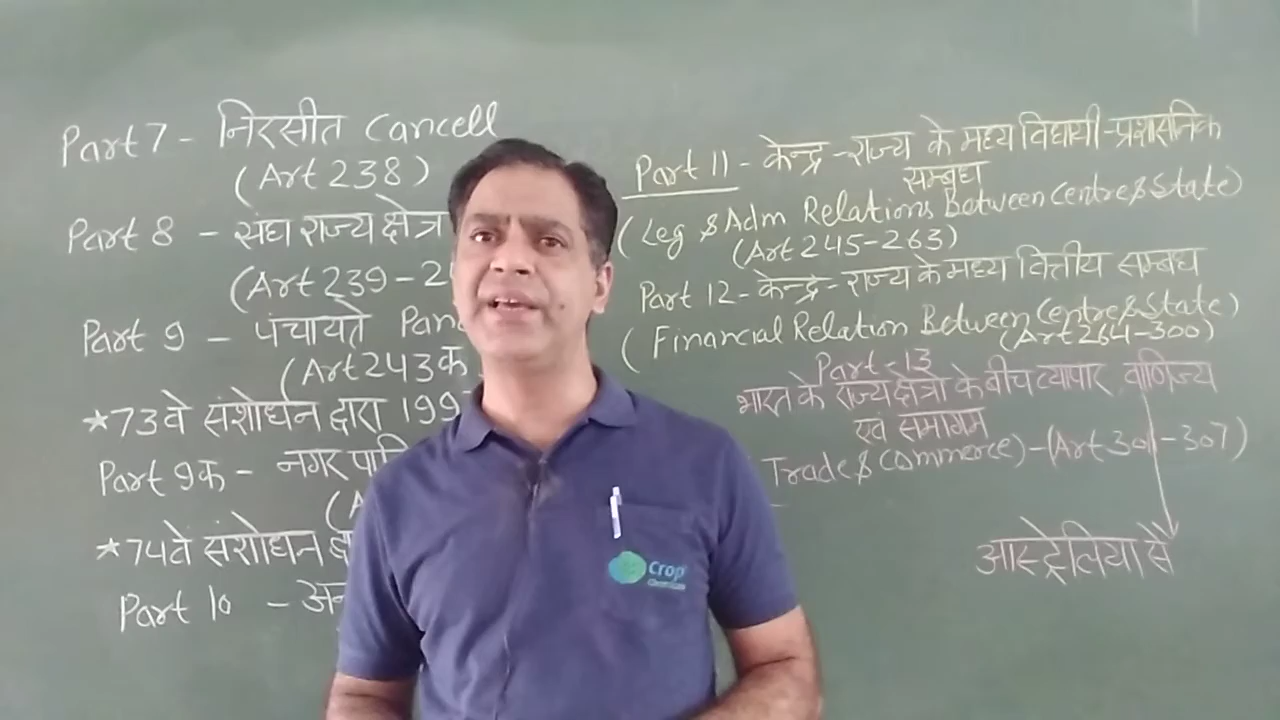 Part 7 - निरसीत Cancell
(Art 238)
Part 8 - संघ राज्य क्षेत्र
(Art 239-2
Part 9 - पंचायते Pan
(Art 243क
★73वे संशोधन द्वारा 199
Part 9क - नगर पा
★74वे संशोधन
Part 10 -
Part 11 - केन्द्र-राज्य के मध्य विधायी-प्रशासनिक
सम्बंध
(Leg & Adm Relations Between Centre & State)
(Art 245-263)
Part 12 - केन्द्र-राज्य के मध्य वित्तीय सम्बंध
(Financial Relation Between Centre & State)
(Art 264-300)
Part-13
भारत के राज्यक्षेत्रो के बीच व्यापार, वाणिज्य
एवं समागम
Trade & Commerce) - (Art 301-307)
आस्ट्रेलिया से
Crop